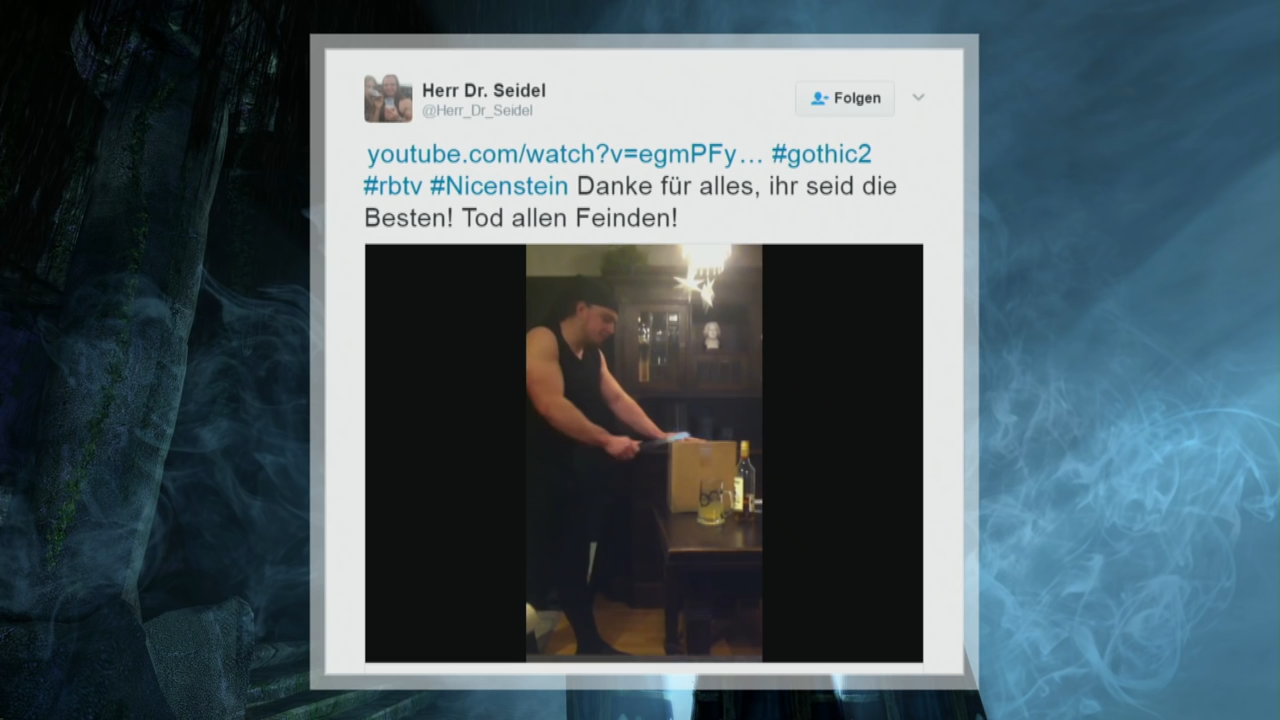 Herr Dr. Seidel
@Herr_Dr_Seidel
Folgen
youtube.com/watch?v=egmPFy… #gothic2
#rbtv #Nicenstein Danke für alles, ihr seid die
Besten! Tod allen Feinden!